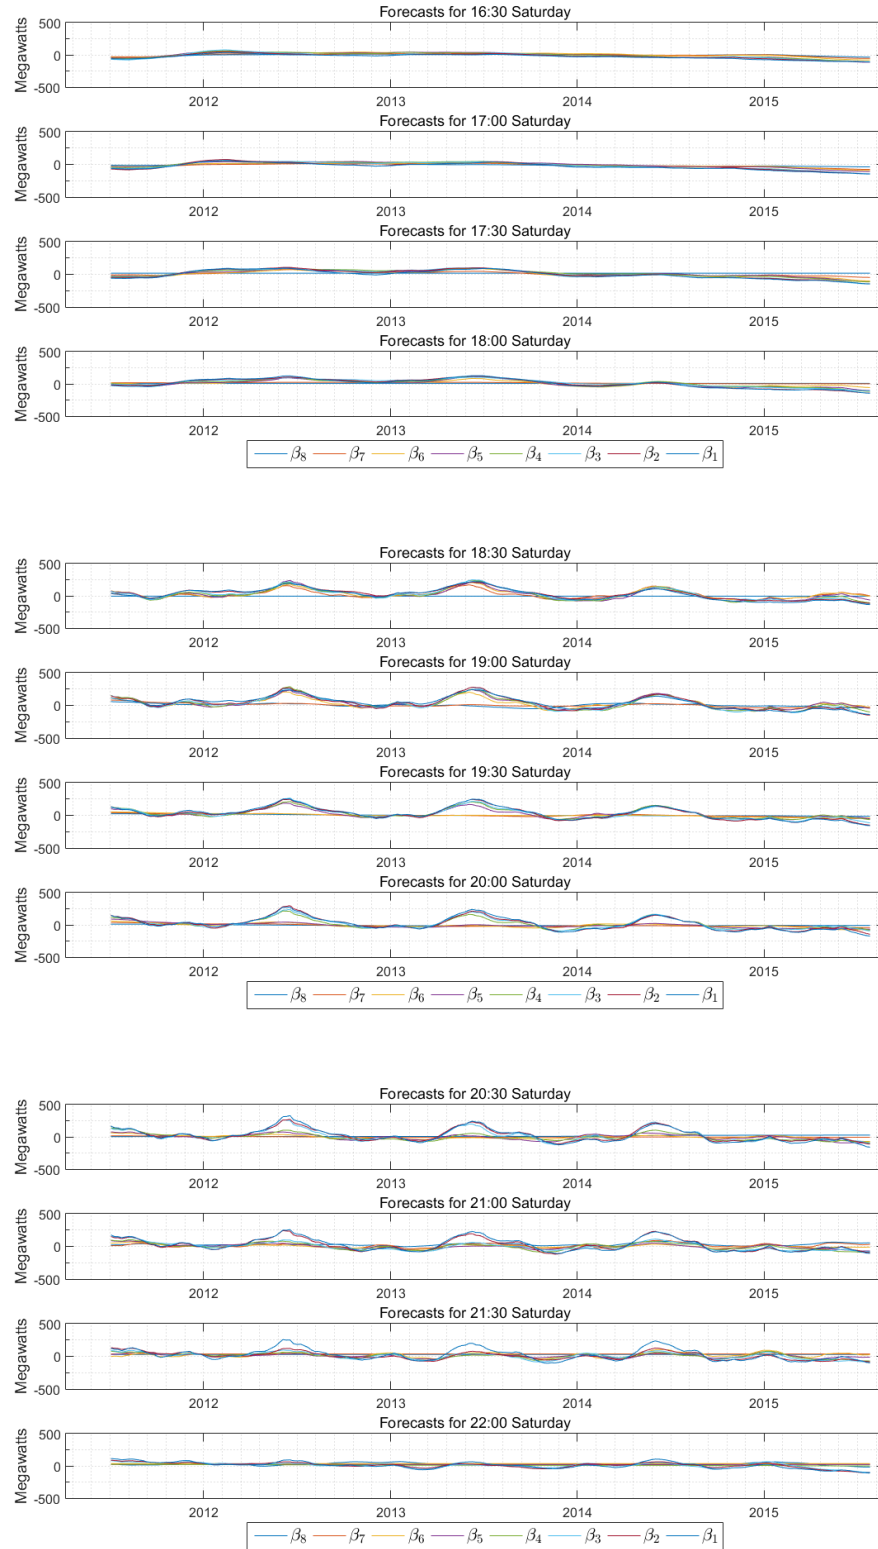 Forecasts for 16:30 Saturday
Megawatts
500
0
-500
2012 2013 2014 2015
Forecasts for 17:00 Saturday
Megawatts
500
0
-500
2012 2013 2014 2015
Forecasts for 17:30 Saturday
Megawatts
500
0
-500
2012 2013 2014 2015
Forecasts for 18:00 Saturday
Megawatts
500
0
-500
2012 2013 2014 2015
β8 β7 β6 β5 β4 β3 β2 β1
Forecasts for 18:30 Saturday
Megawatts
500
0
-500
2012 2013 2014 2015
Forecasts for 19:00 Saturday
Megawatts
500
0
-500
2012 2013 2014 2015
Forecasts for 19:30 Saturday
Megawatts
500
0
-500
2012 2013 2014 2015
Forecasts for 20:00 Saturday
Megawatts
500
0
-500
2012 2013 2014 2015
β8 β7 β6 β5 β4 β3 β2 β1
Forecasts for 20:30 Saturday
Megawatts
500
0
-500
2012 2013 2014 2015
Forecasts for 21:00 Saturday
Megawatts
500
0
-500
2012 2013 2014 2015
Forecasts for 21:30 Saturday
Megawatts
500
0
-500
2012 2013 2014 2015
Forecasts for 22:00 Saturday
Megawatts
500
0
-500
2012 2013 2014 2015
β8 β7 β6 β5 β4 β3 β2 β1